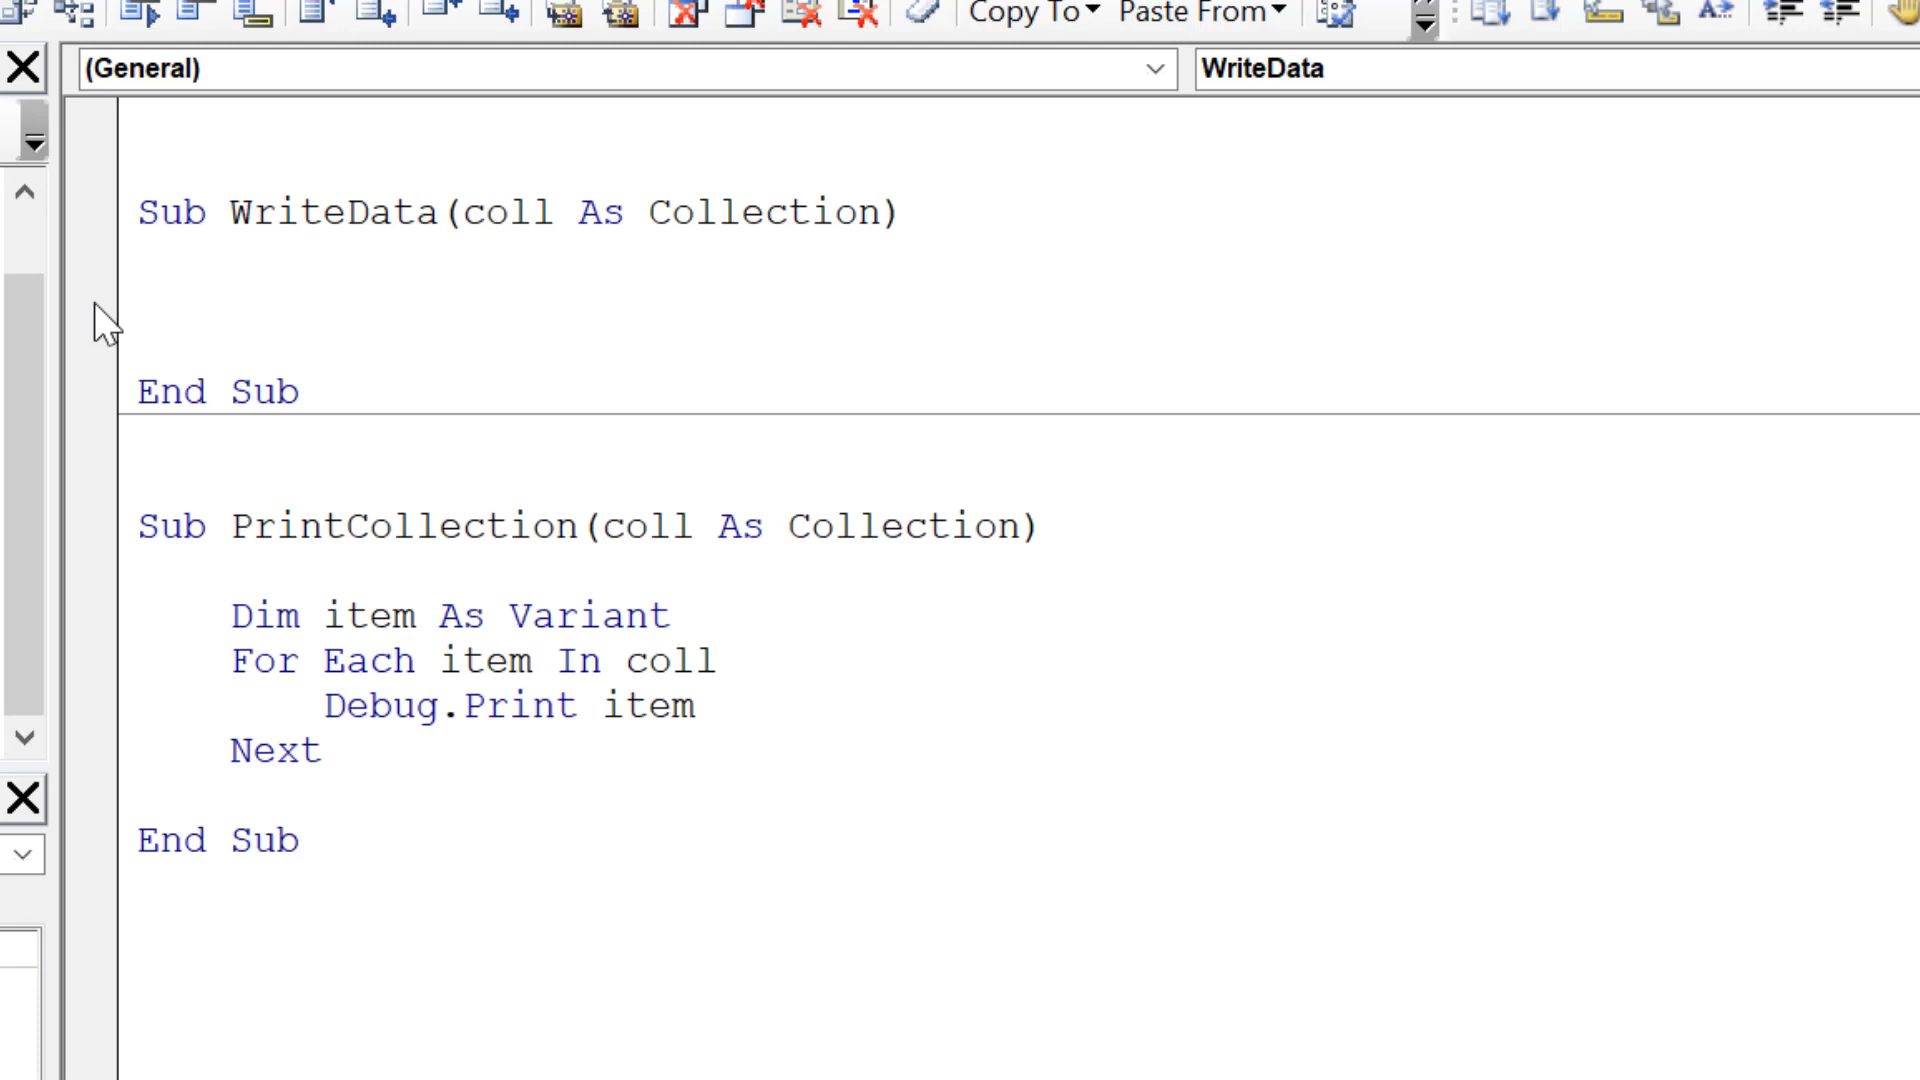 Copy To Paste From
(General) WriteData
Sub WriteData(coll As Collection)
End Sub
Sub PrintCollection(coll As Collection)
Dim item As Variant
For Each item In coll
Debug.Print item
Next
End Sub